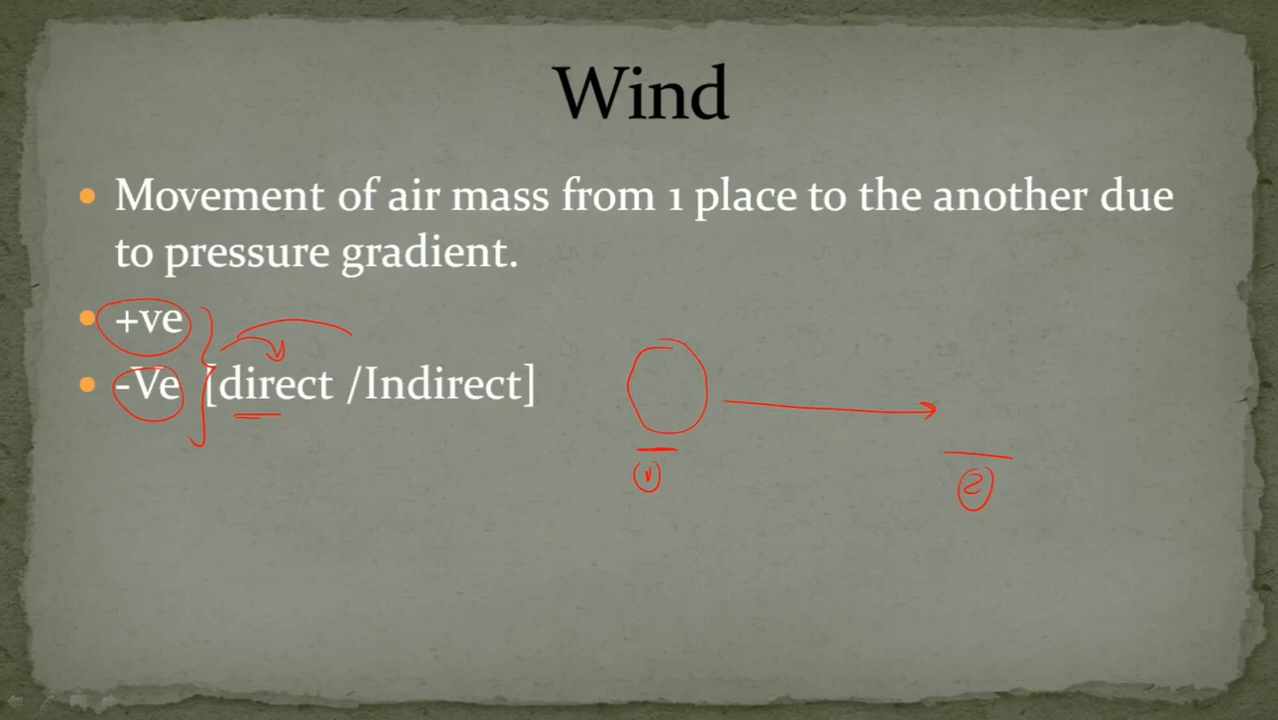 Wind
Movement of air mass from 1 place to the another due
to pressure gradient.
+ve
-Ve [direct /Indirect]
1
2